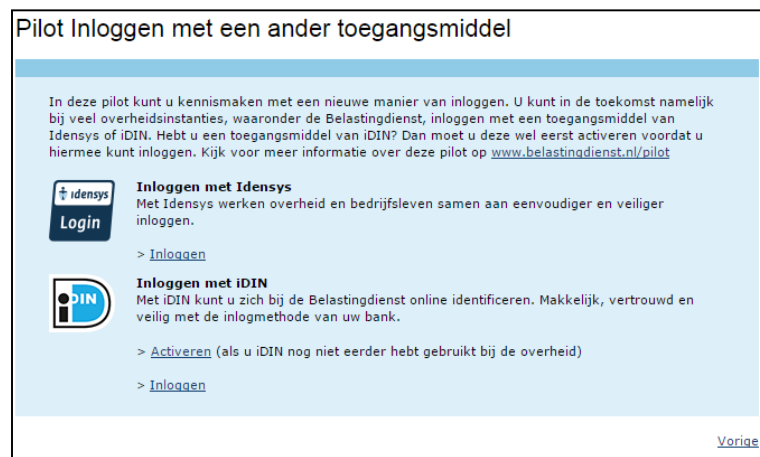 Pilot Inloggen met een ander toegangsmiddel
In deze pilot kunt u kennismaken met een nieuwe manier van inloggen. U kunt in de toekomst namelijk
bij veel overheidsinstanties, waaronder de Belastingdienst, inloggen met een toegangsmiddel van
Idensys of iDIN. Hebt u een toegangsmiddel van iDIN? Dan moet u deze wel eerst activeren voordat u
hiermee kunt inloggen. Kijk voor meer informatie over deze pilot op www.belastingdienst.nl/pilot
idensys
Login
Inloggen met Idensys
Met Idensys werken overheid en bedrijfsleven samen aan eenvoudiger en veiliger
inloggen.
> Inloggen
iDIN
Inloggen met iDIN
Met iDIN kunt u zich bij de Belastingdienst online identificeren. Makkelijk, vertrouwd en
veilig met de inlogmethode van uw bank.
> Activeren (als u iDIN nog niet eerder hebt gebruikt bij de overheid)
> Inloggen
Vorige